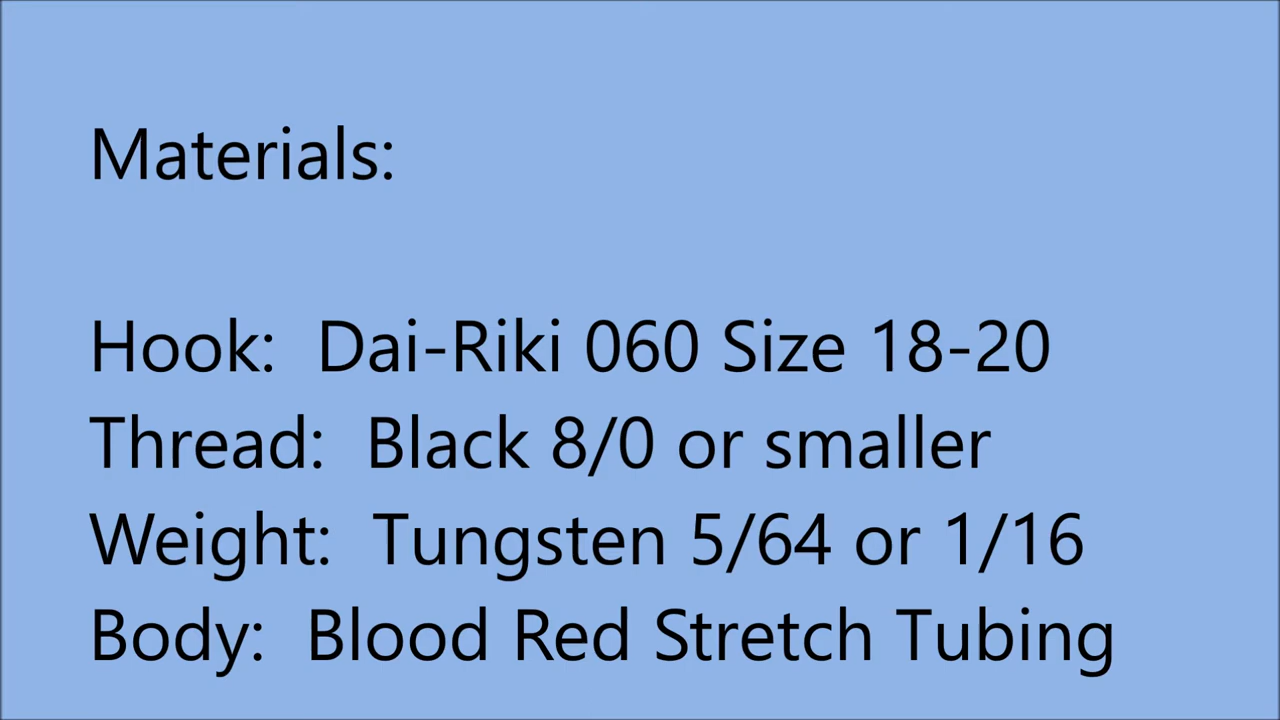 Materials:
Hook:  Dai-Riki 060 Size 18-20
Thread:  Black 8/0 or smaller
Weight:  Tungsten 5/64 or 1/16
Body:  Blood Red Stretch Tubing